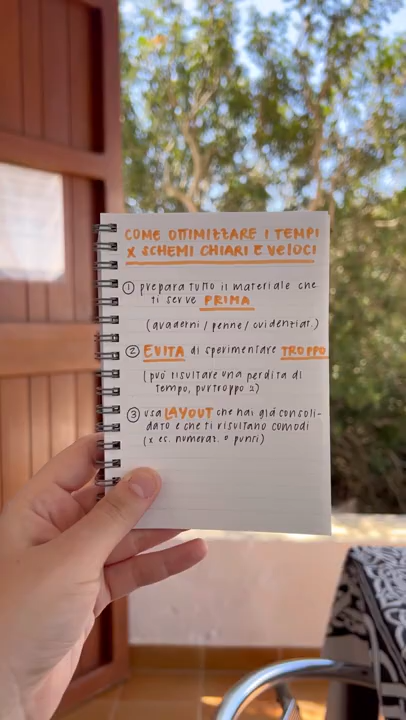 COME OTTIMIZZARE I TEMPI
X SCHEMI CHIARI E VELOCI
① prepara tutto il materiale che
ti serve PRIMA
(quaderni / penne / evidenziat.)
② EVITA di sperimentare TROPPO
(può risultare una perdita di
tempo, purtroppo :))
③ usa LAYOUT che hai già consoli-
dato e che ti risultano comodi
(x es. numerat. o punti)